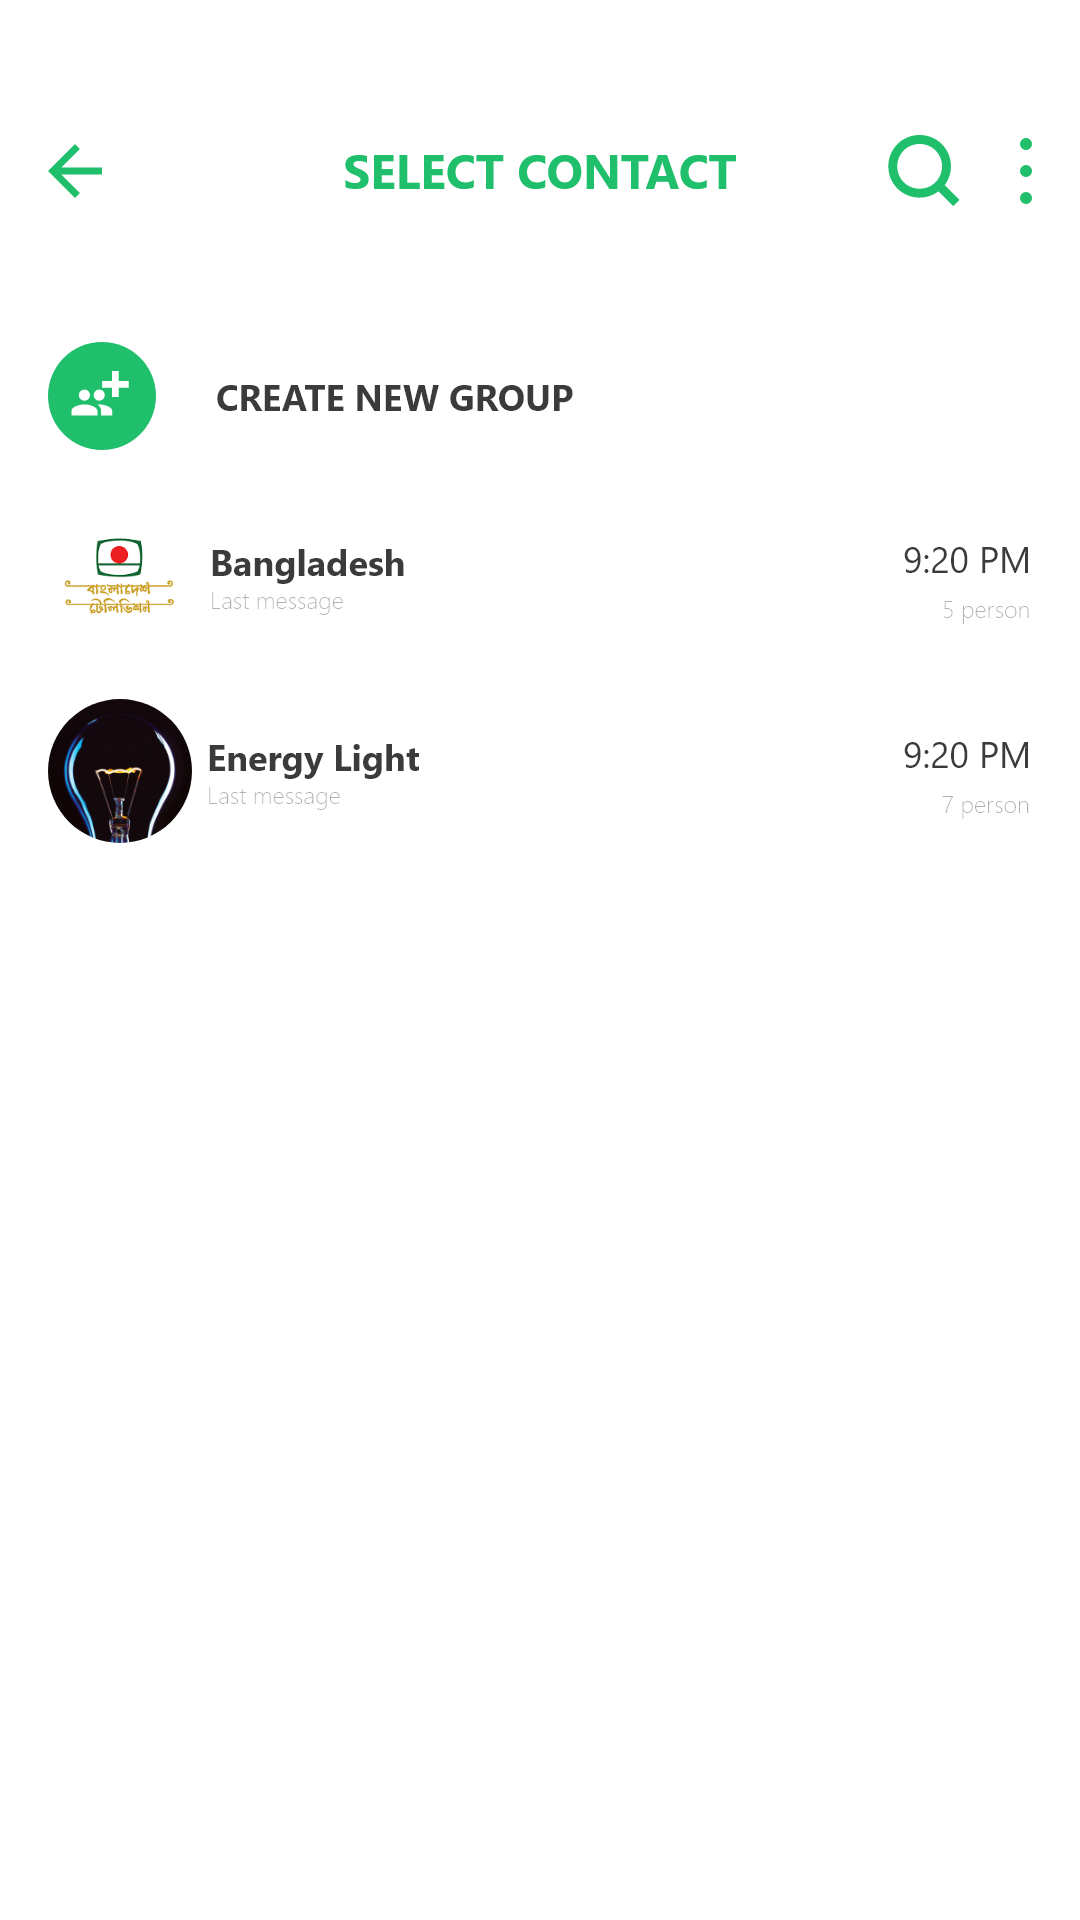 SELECT CONTACT
CREATE NEW GROUP
বাংলাদেশ
টেলিভিশন
Bangladesh
Last message
9:20 PM
5 person
Energy Light
Last message
9:20 PM
7 person